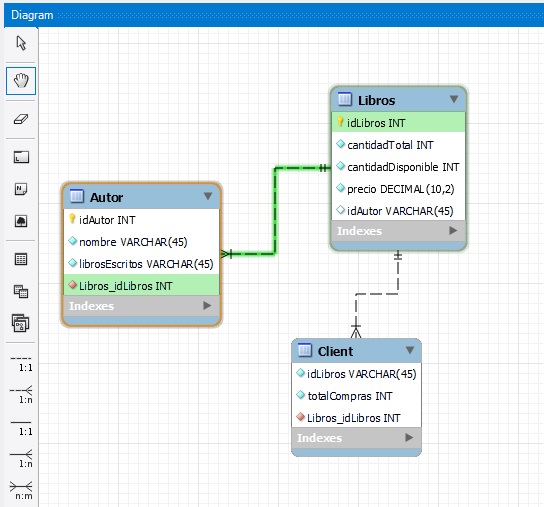 Diagram
Libros
idLibros INT
cantidadTotal INT
cantidadDisponible INT
precio DECIMAL(10,2)
idAutor VARCHAR(45)
Indexes
Autor
idAutor INT
nombre VARCHAR(45)
librosEscritos VARCHAR(45)
Libros_idLibros INT
Indexes
Client
idLibros VARCHAR(45)
totalCompras INT
Libros_idLibros INT
Indexes
1:1
1:n
1:1
1:n
n:m